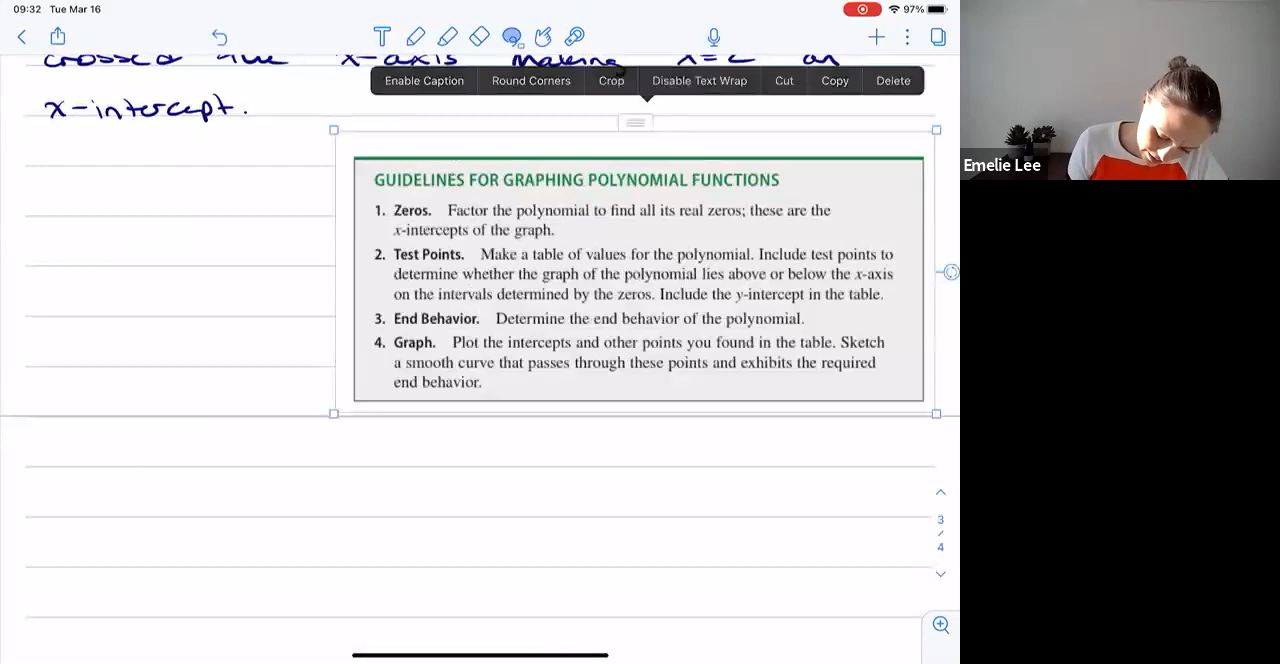 09:32 Tue Mar 16
97%
crossed the x-axis making x=c an
Enable Caption Round Corners Crop Disable Text Wrap Cut Copy Delete
x-intercept.
GUIDELINES FOR GRAPHING POLYNOMIAL FUNCTIONS
1. Zeros. Factor the polynomial to find all its real zeros; these are the
x-intercepts of the graph.
2. Test Points. Make a table of values for the polynomial. Include test points to
determine whether the graph of the polynomial lies above or below the x-axis
on the intervals determined by the zeros. Include the y-intercept in the table.
3. End Behavior. Determine the end behavior of the polynomial.
4. Graph. Plot the intercepts and other points you found in the table. Sketch
a smooth curve that passes through these points and exhibits the required
end behavior.
3
/
4
Emelie Lee